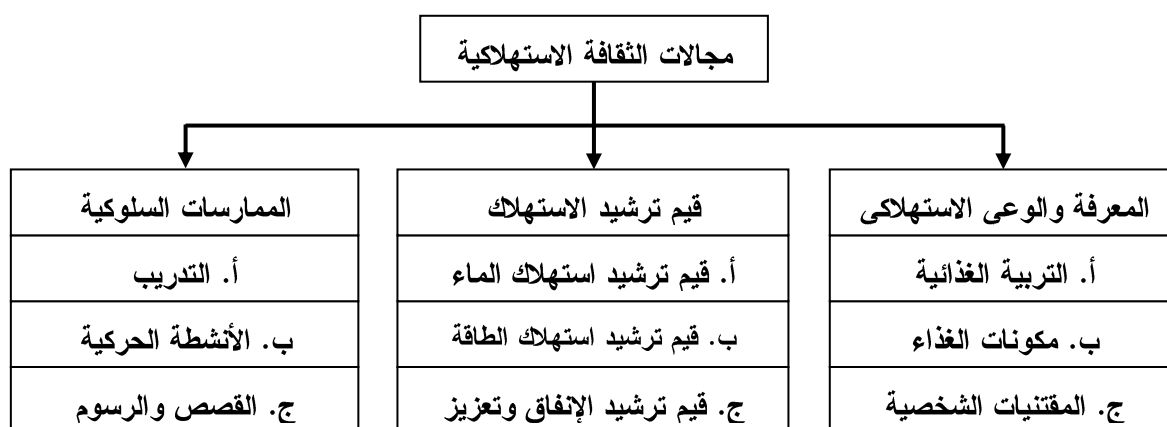 مجالات الثقافة الاستهلاكية
المعرفة والوعى الاستهلاكى
أ. التربية الغذائية
ب. مكونات الغذاء
ج. المقتنيات الشخصية
قيم ترشيد الاستهلاك
أ. قيم ترشيد استهلاك الماء
ب. قيم ترشيد استهلاك الطاقة
ج. قيم ترشيد الإنفاق وتعزيز
الممارسات السلوكية
أ. التدريب
ب. الأنشطة الحركية
ج. القصص والرسوم